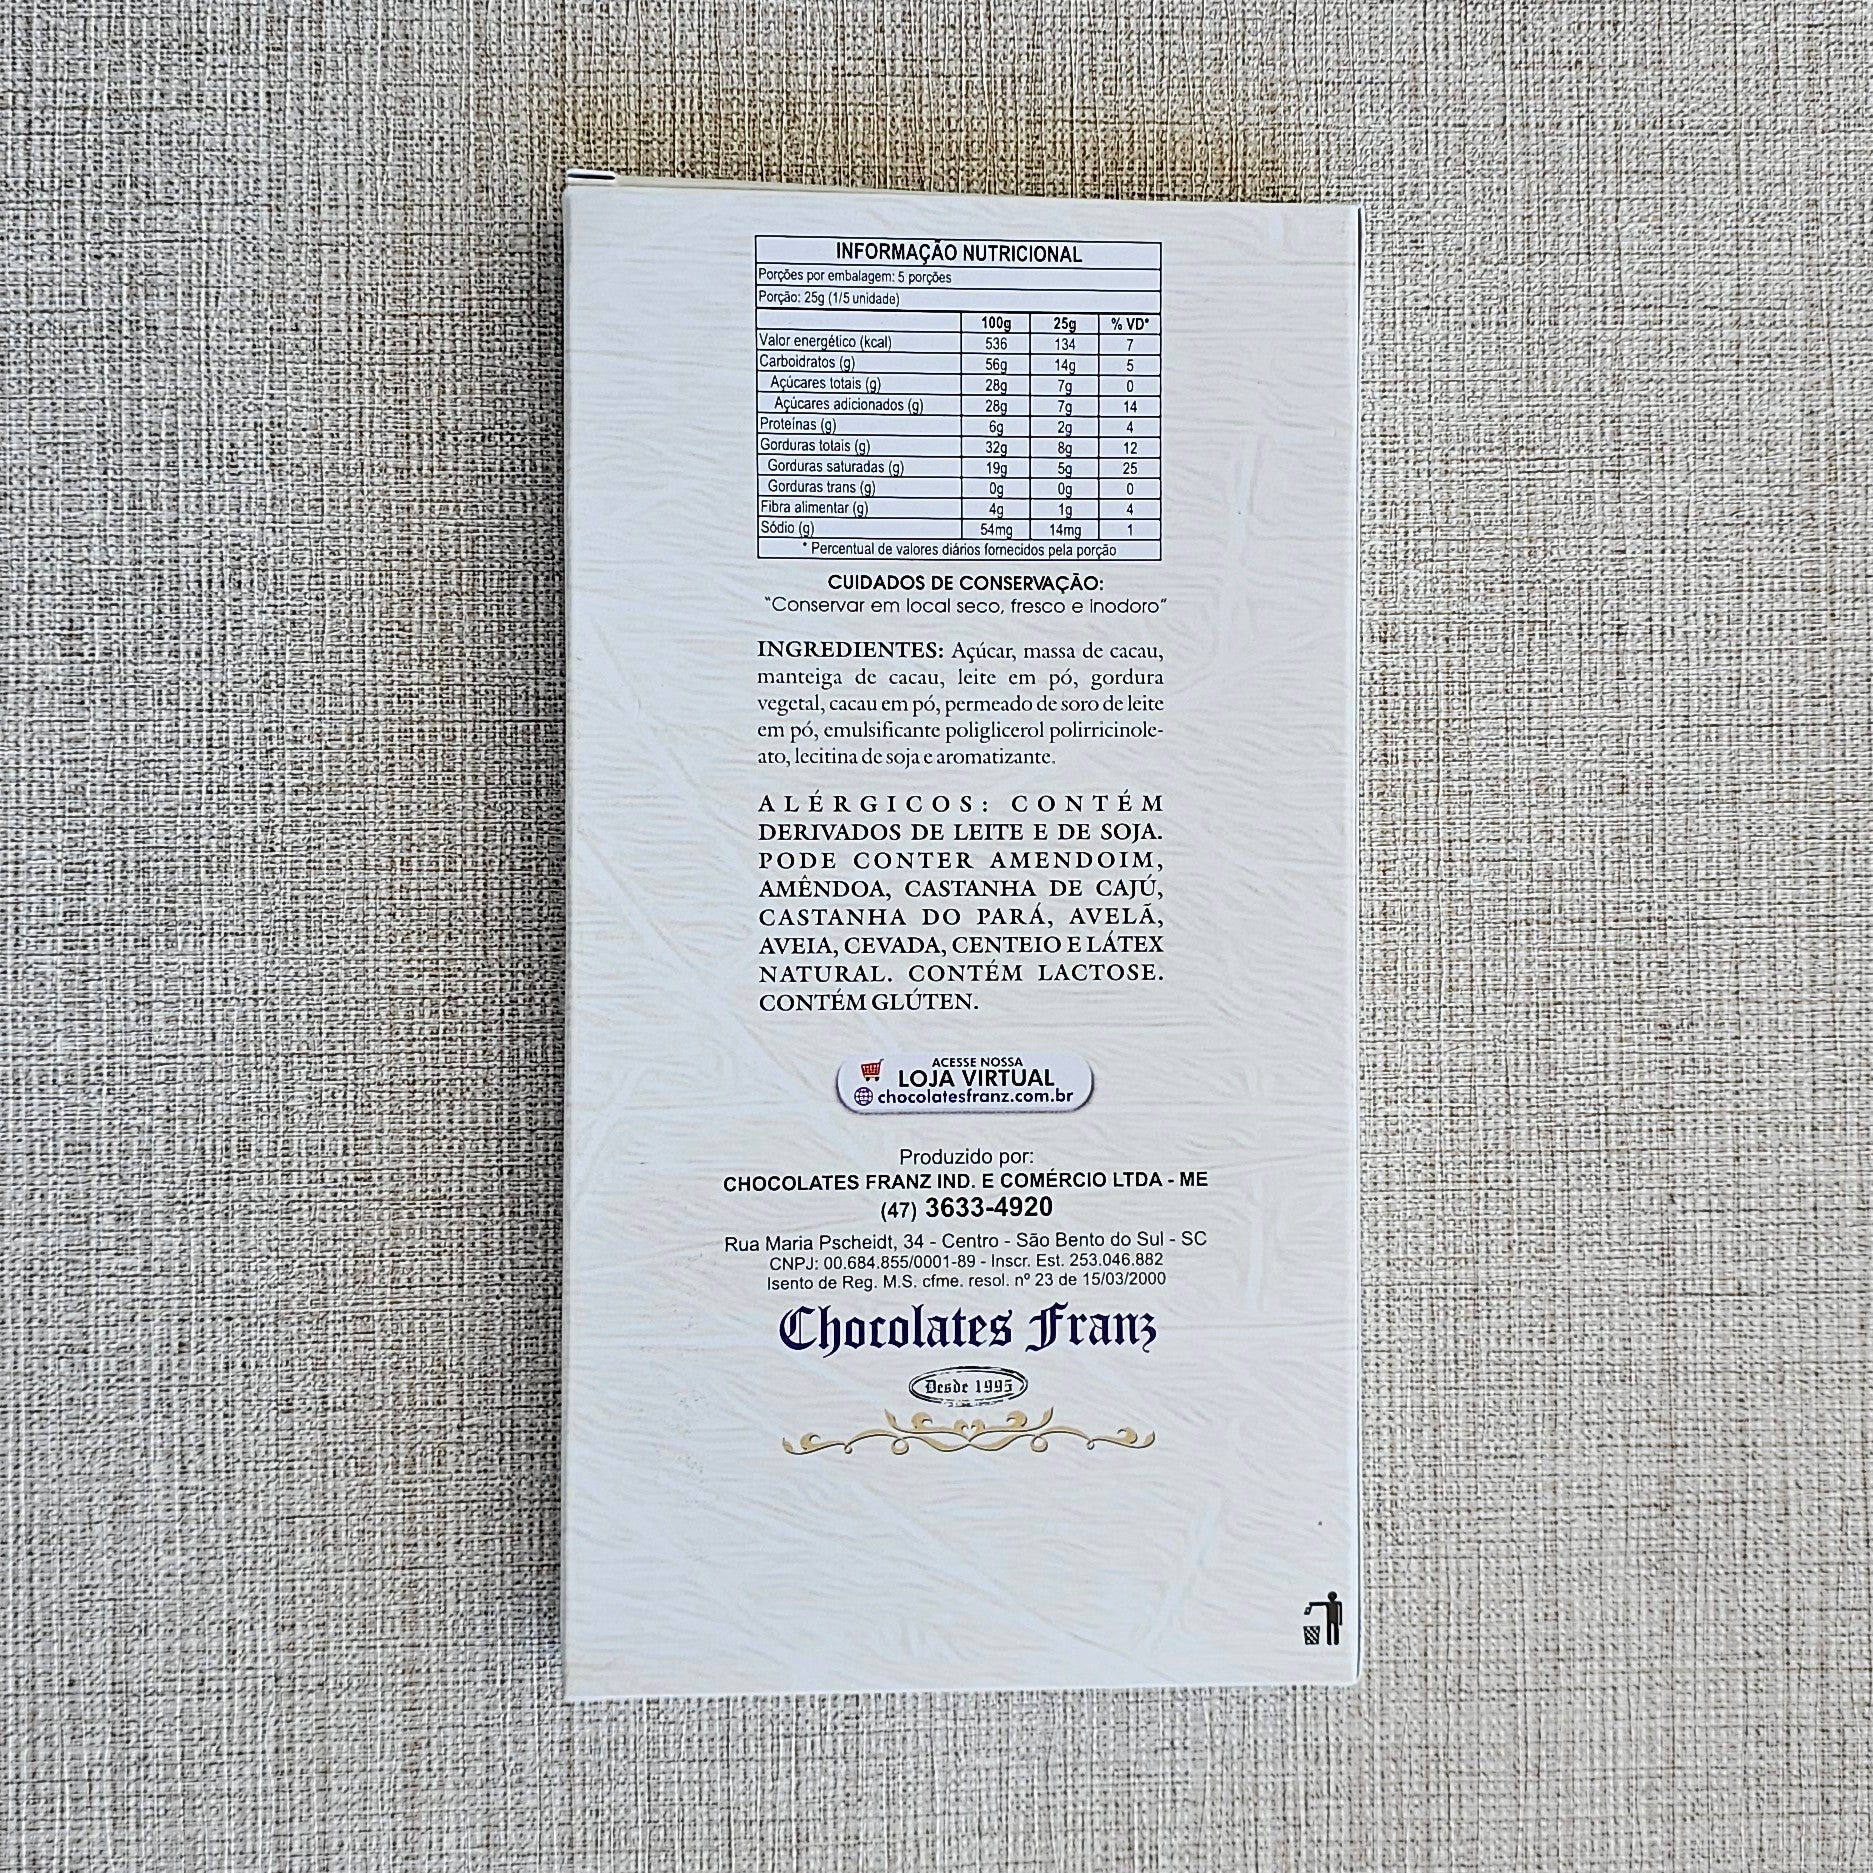 INFORMAÇÃO NUTRICIONAL
Porções por embalagem: 5 porções
Porção: 25g (1/5 unidade)
100g 25g % VD*
Valor energético (kcal) 536 134 7
Carboidratos (g) 56g 14g 5
Açúcares totais (g) 28g 7g 0
Açúcares adicionados (g) 28g 7g 14
Proteínas (g) 6g 2g 4
Gorduras totais (g) 32g 8g 12
Gorduras saturadas (g) 19g 5g 25
Gorduras trans (g) 0g 0g 0
Fibra alimentar (g) 4g 1g 4
Sódio (g) 54mg 14mg 1
* Percentual de valores diários fornecidos pela porção
CUIDADOS DE CONSERVAÇÃO:
"Conservar em local seco, fresco e inodoro"
INGREDIENTES: Açúcar, massa de cacau,
manteiga de cacau, leite em pó, gordura
vegetal, cacau em pó, permeado de soro de leite
em pó, emulsificante poliglicerol polirricinole-
ato, lecitina de soja e aromatizante.
ALÉRGICOS: CONTÉM
DERIVADOS DE LEITE E DE SOJA.
PODE CONTER AMENDOIM,
AMÊNDOA, CASTANHA DE CAJÚ,
CASTANHA DO PARÁ, AVELÃ,
AVEIA, CEVADA, CENTEIO E LÁTEX
NATURAL. CONTÉM LACTOSE.
CONTÉM GLÚTEN.
ACESSE NOSSA
LOJA VIRTUAL
chocolatesfranz.com.br
Produzido por:
CHOCOLATES FRANZ IND. E COMÉRCIO LTDA - ME
(47) 3633-4920
Rua Maria Pscheidt, 34 - Centro - São Bento do Sul - SC
CNPJ: 00.684.855/0001-89 - Inscr. Est. 253.046.882
Isento de Reg. M.S. cfme. resol. nº 23 de 15/03/2000
Chocolates Franz
Desde 1995